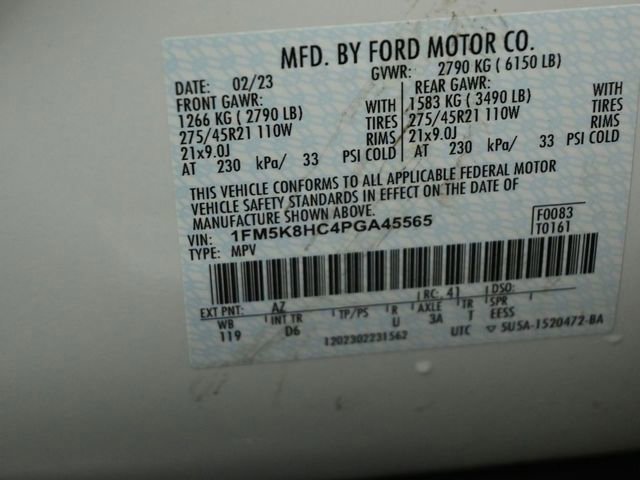 MFD. BY FORD MOTOR CO.
DATE: 02/23 GVWR: 2790 KG ( 6150 LB)
FRONT GAWR: REAR GAWR:
1266 KG ( 2790 LB) WITH 1583 KG ( 3490 LB) WITH
275/45R21 110W TIRES 275/45R21 110W TIRES
21x9.0J RIMS 21x9.0J RIMS
AT 230 kPa/ 33 PSI COLD AT 230 kPa/ 33 PSI COLD
THIS VEHICLE CONFORMS TO ALL APPLICABLE FEDERAL MOTOR
VEHICLE SAFETY STANDARDS IN EFFECT ON THE DATE OF
MANUFACTURE SHOWN ABOVE.
VIN: 1FM5K8HC4PGA45565 F0083
TYPE: MPV T0161
EXT PNT: AZ RC: 41 DSO:
WB INT TR TP/PS R AXLE TR SPR
119 D6 U 3A T EESS
1202302231562 UTC ▽ 5U5A-1520472-BA